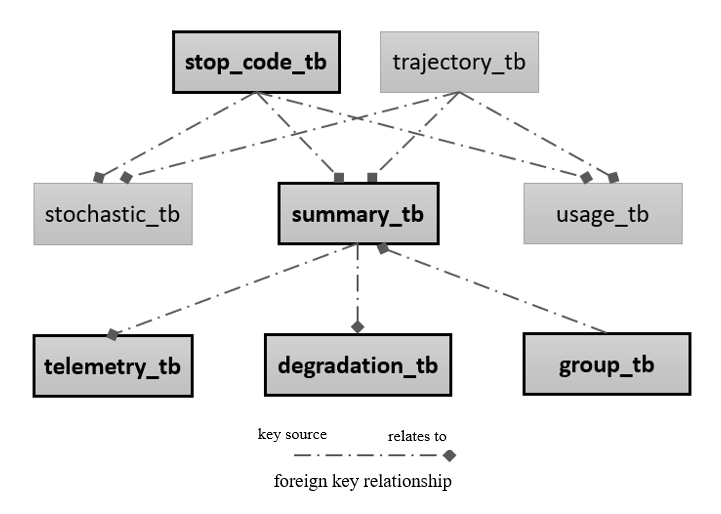 stop_code_tb
trajectory_tb
stochastic_tb
summary_tb
usage_tb
telemetry_tb
degradation_tb
group_tb
key source
relates to
foreign key relationship